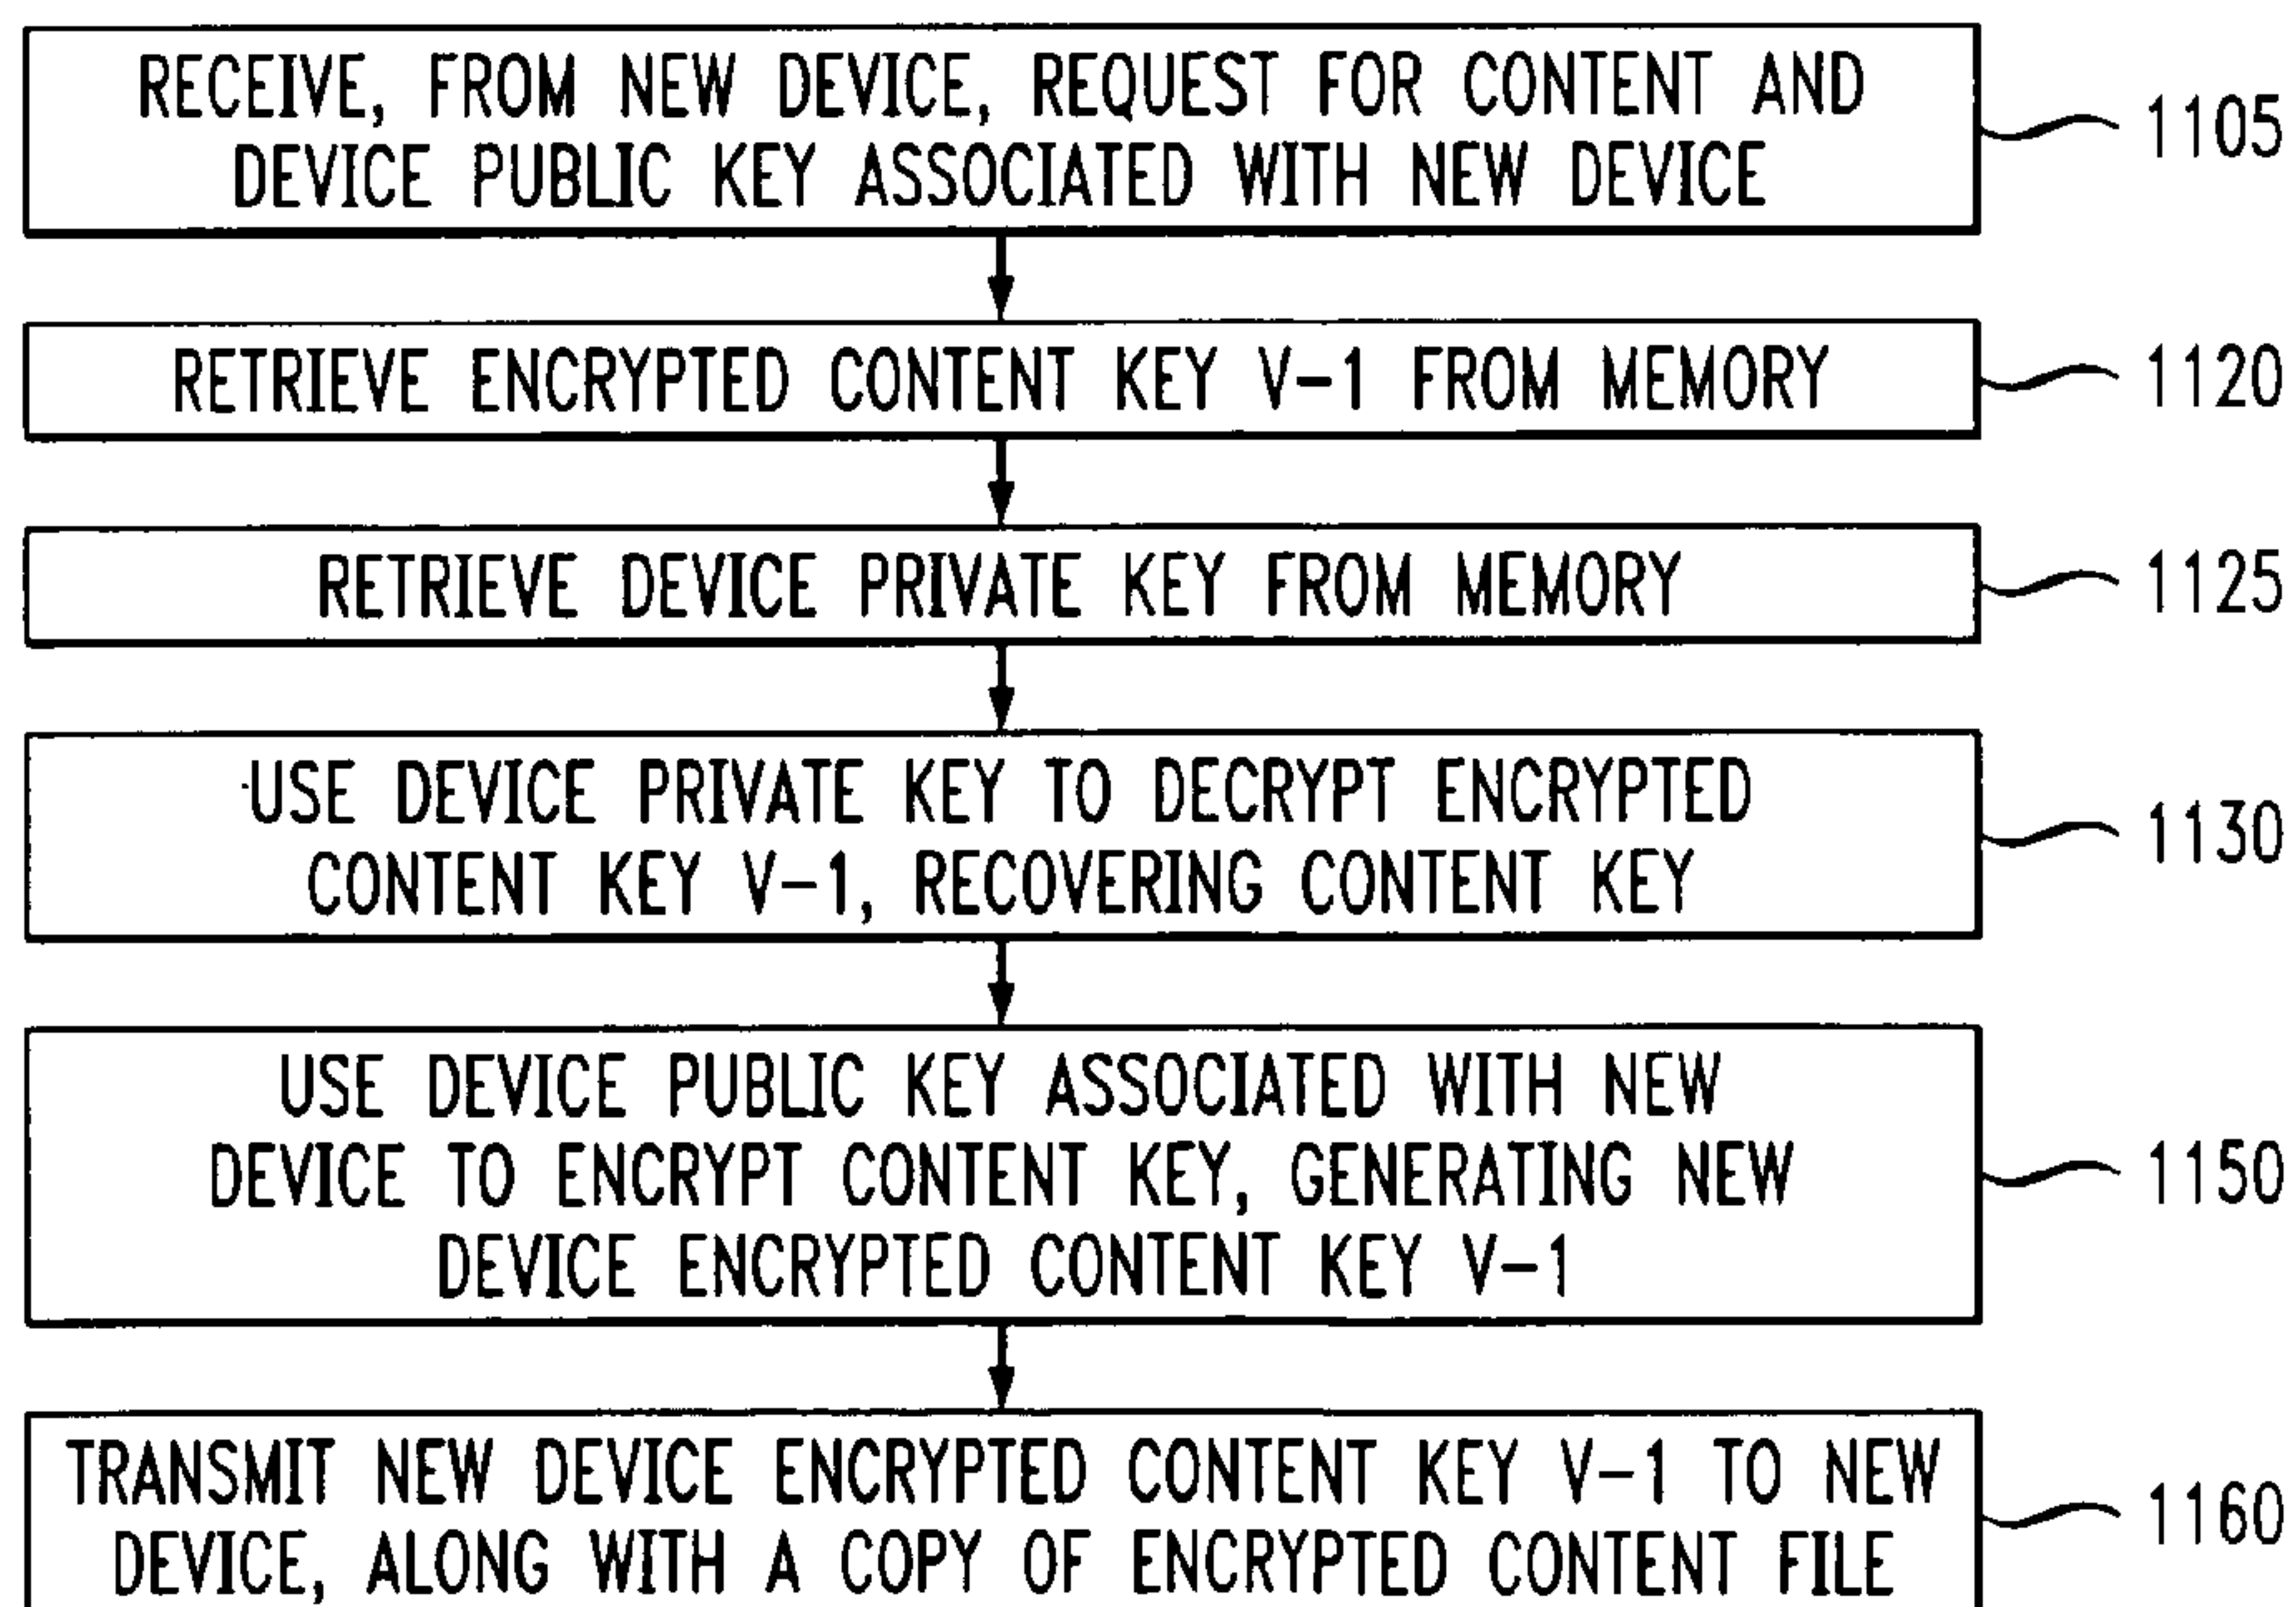 RECEIVE, FROM NEW DEVICE, REQUEST FOR CONTENT AND
DEVICE PUBLIC KEY ASSOCIATED WITH NEW DEVICE
1105
RETRIEVE ENCRYPTED CONTENT KEY V-1 FROM MEMORY
1120
RETRIEVE DEVICE PRIVATE KEY FROM MEMORY
1125
USE DEVICE PRIVATE KEY TO DECRYPT ENCRYPTED
CONTENT KEY V-1, RECOVERING CONTENT KEY
1130
USE DEVICE PUBLIC KEY ASSOCIATED WITH NEW
DEVICE TO ENCRYPT CONTENT KEY, GENERATING NEW
DEVICE ENCRYPTED CONTENT KEY V-1
1150
TRANSMIT NEW DEVICE ENCRYPTED CONTENT KEY V-1 TO NEW
DEVICE, ALONG WITH A COPY OF ENCRYPTED CONTENT FILE
1160